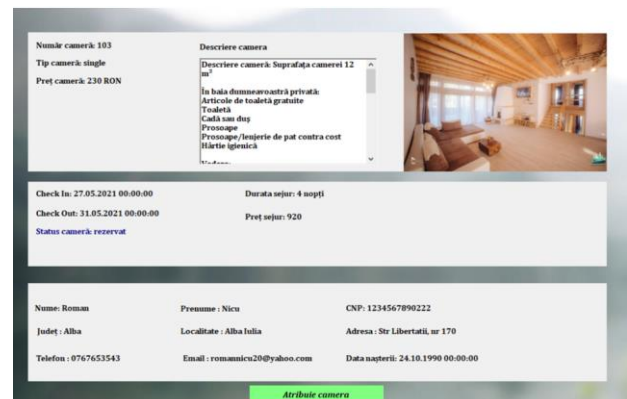 Număr cameră: 103
Tip cameră: single
Preț cameră: 230 RON
Descriere camera
Descriere cameră: Suprafața camerei 12
m²
În baia dumneavoastră privată:
Articole de toaletă gratuite
Toaletă
Cadă sau duș
Prosoape
Prosoape/lenjerie de pat contra cost
Hârtie igienică
Check In: 27.05.2021 00:00:00
Durata sejur: 4 nopți
Check Out: 31.05.2021 00:00:00
Preț sejur: 920
Status cameră: rezervat
Nume: Roman
Prenume : Nicu
CNP: 1234567890222
Județ : Alba
Localitate : Alba Iulia
Adresa : Str Libertatii, nr 170
Telefon : 0767653543
Email : romannicu20@yahoo.com
Data nașterii: 24.10.1990 00:00:00
Atribuie camera